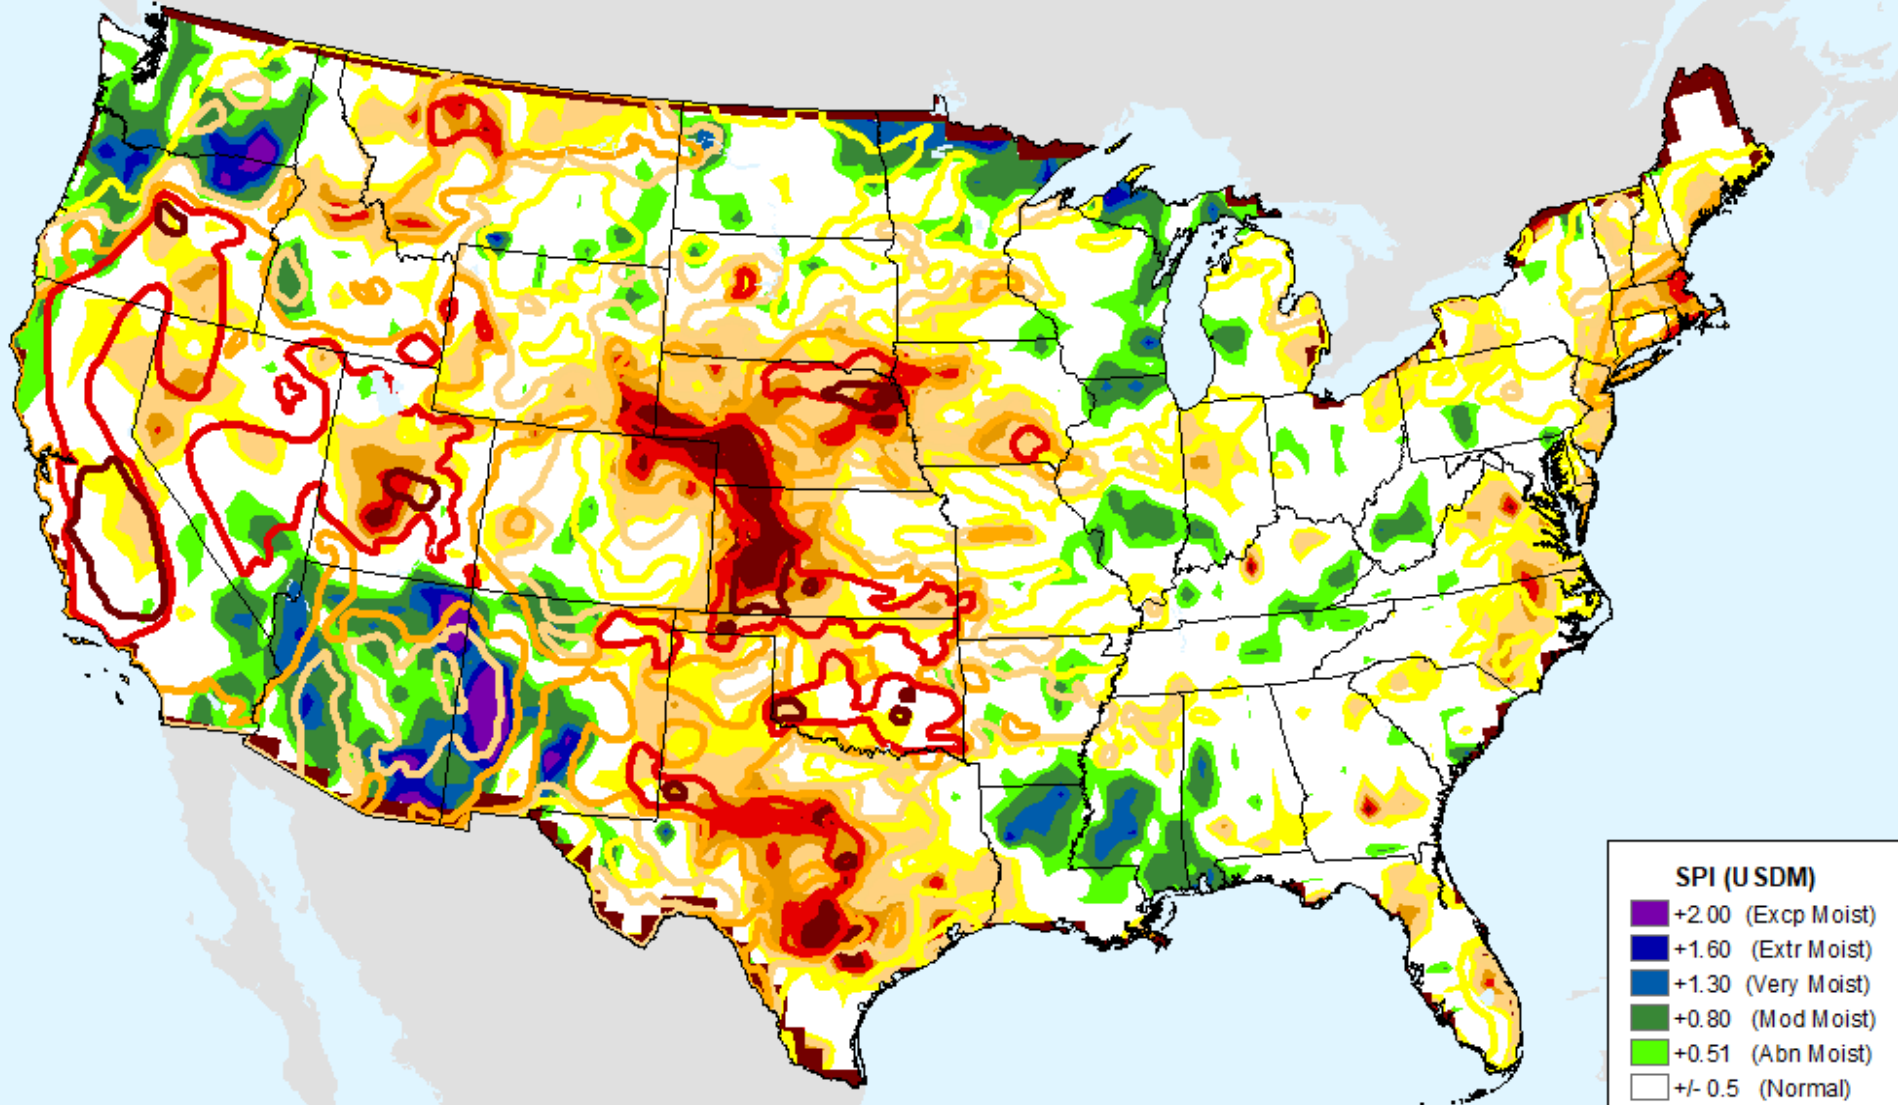 SPI (USDM)
+2.00 (Excp Moist)
+1.60 (Extr Moist)
+1.30 (Very Moist)
+0.80 (Mod Moist)
+0.51 (Abn Moist)
+/- 0.5 (Normal)